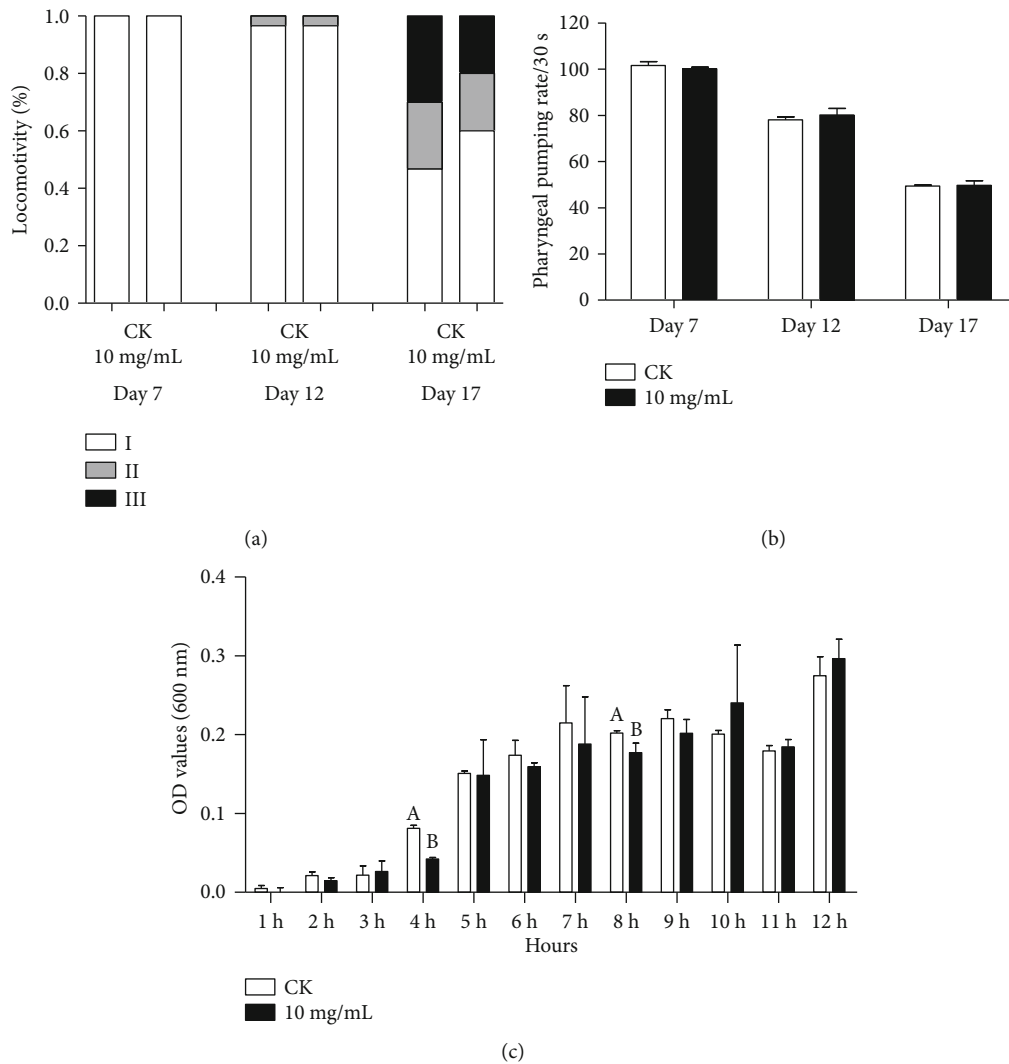 Locomotivity (%)
1.0
0.8
0.6
0.4
0.2
0.0
CK
10 mg/mL
Day 7
CK
10 mg/mL
Day 12
CK
10 mg/mL
Day 17
I
II
III
(a)
Pharyngeal pumping rate/30 s
120
100
80
60
40
20
0
Day 7
Day 12
Day 17
CK
10 mg/mL
(b)
OD values (600 nm)
0.4
0.3
0.2
0.1
0.0
A
B
A
B
1 h
2 h
3 h
4 h
5 h
6 h
7 h
8 h
9 h
10 h
11 h
12 h
Hours
CK
10 mg/mL
(c)